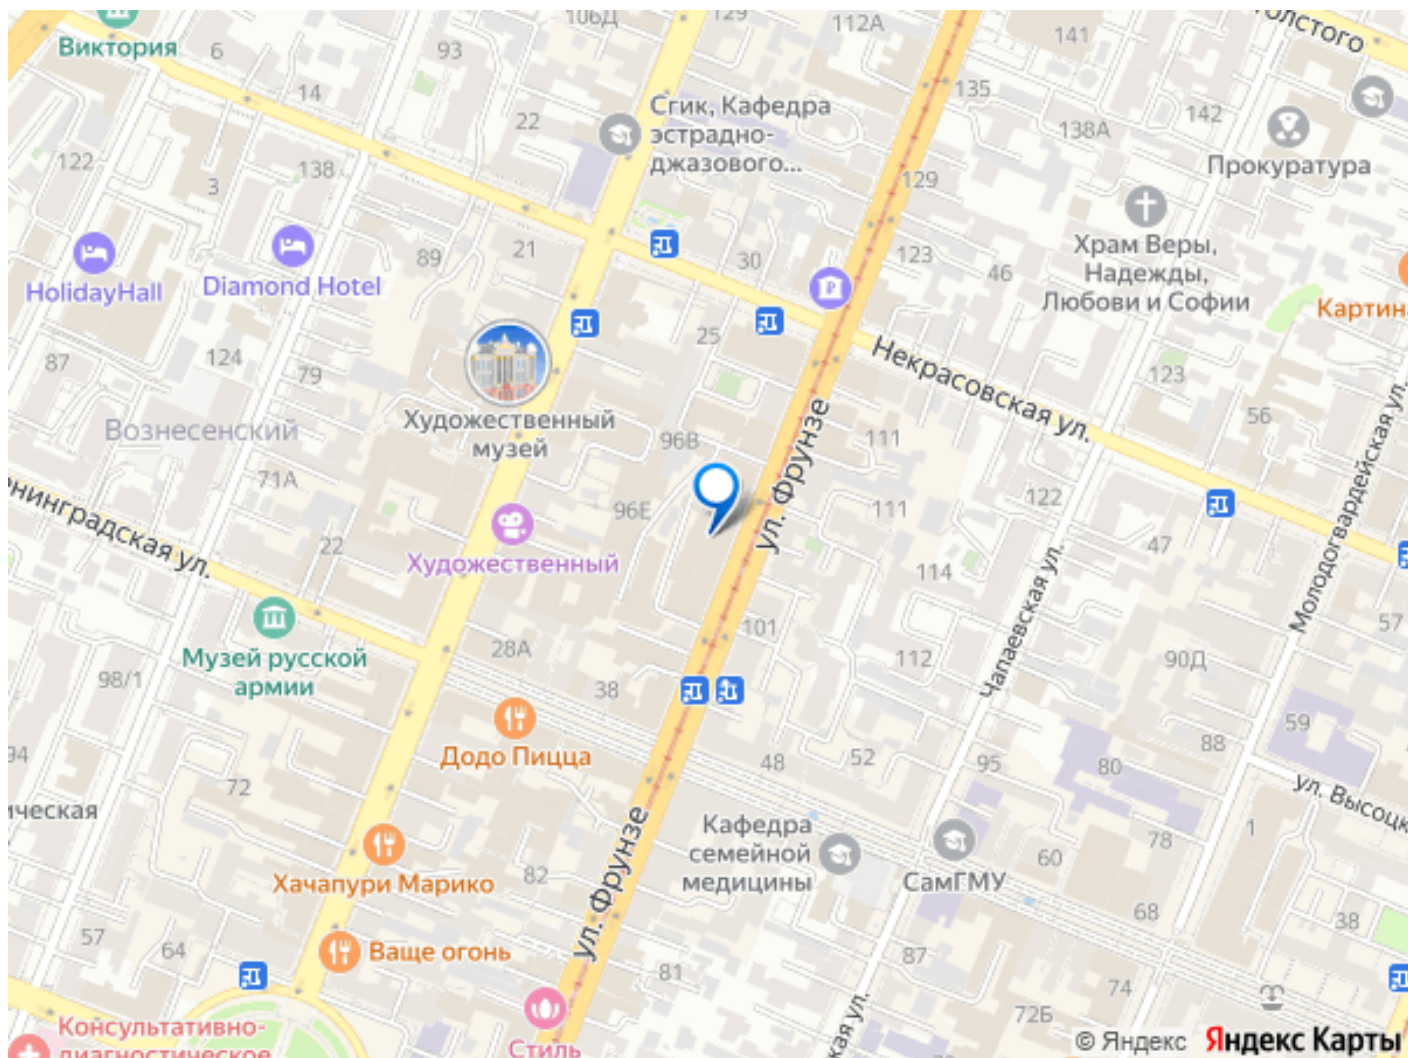 106Д
129
112А
Толстого
Виктория
6
93
141
14
22
Сгик, Кафедра
эстрадно-
джазового...
135
142
138А
Прокуратура
122
3
138
129
HolidayHall
Diamond Hotel
89
21
30
123
46
Храм Веры,
Надежды,
Любови и Софии
Картин
87
124
79
25
Некрасовская ул.
123
56
Художественный
музей
Вознесенский
71А
96В
ул. Фрунзе
111
Молодогвардейская ул.
нинградская ул.
22
96Е
111
122
47
Художественный
114
Чапаевская ул.
57
Музей русской
армии
28А
101
112
90Д
98/1
38
59
88
94
Додо Пицца
48
52
95
80
72
ул. Высоцк
ическая
ул. Фрунзе
Кафедра
семейной
медицины
78
1
60
СамГМУ
Хачапури Марико
82
68
38
57
64
Ваще огонь
81
87
74
72Б
кая ул.
Консультативно-
диагностическое
Стиль
© Яндекс Яндекс Карты